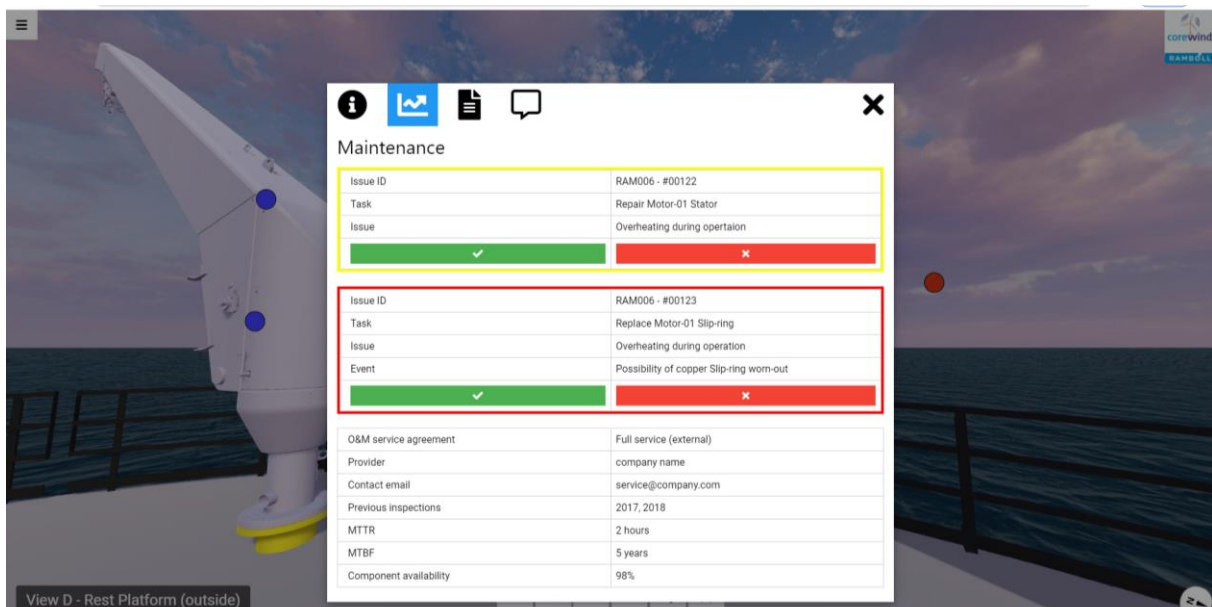 corewind
RAMBOLL
Maintenance
Issue ID RAM006 - #00122
Task Repair Motor-01 Stator
Issue Overheating during opertaion
Issue ID RAM006 - #00123
Task Replace Motor-01 Slip-ring
Issue Overheating during operation
Event Possibility of copper Slip-ring worn-out
O&M service agreement Full service (external)
Provider company name
Contact email service@company.com
Previous inspections 2017, 2018
MTTR 2 hours
MTBF 5 years
Component availability 98%
View D - Rest Platform (outside)
N